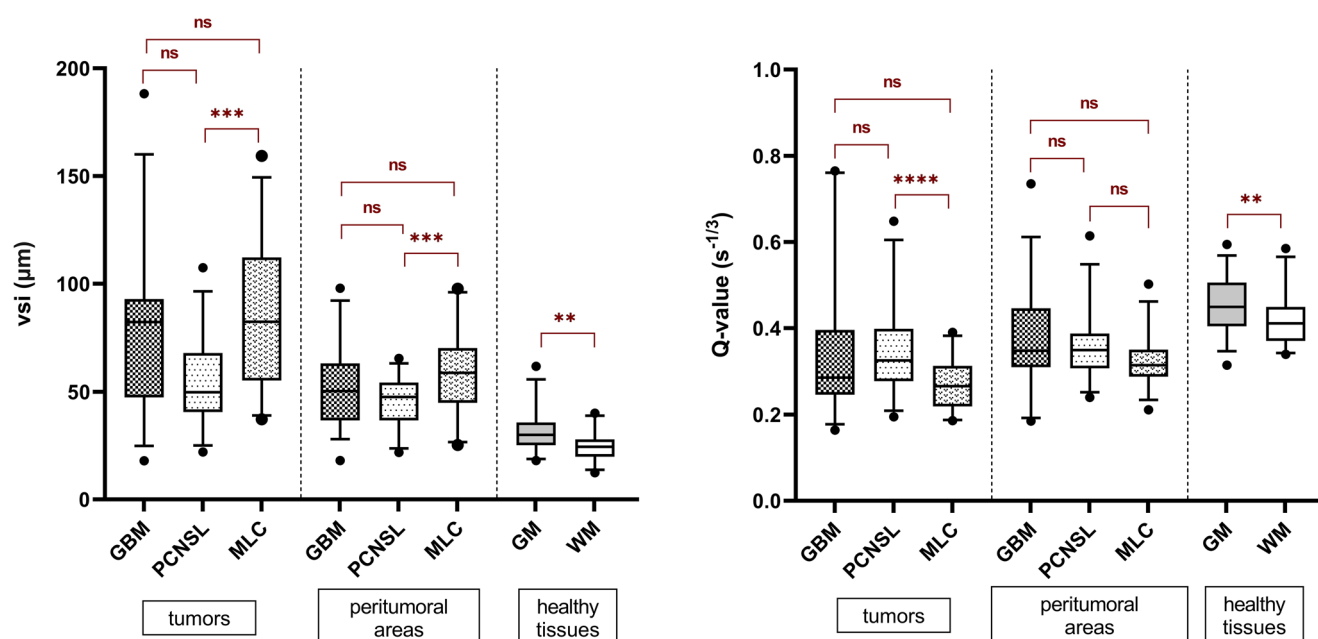 ns
ns
***
ns
ns
***
**
200
150
100
50
0
vsi (µm)
GBM
PCNSL
MLC
GBM
PCNSL
MLC
GM
WM
tumors
peritumoral
areas
healthy
tissues
ns
ns
****
ns
ns
ns
**
1.0
0.8
0.6
0.4
0.2
0.0
Q-value (s⁻¹/³)
GBM
PCNSL
MLC
GBM
PCNSL
MLC
GM
WM
tumors
peritumoral
areas
healthy
tissues